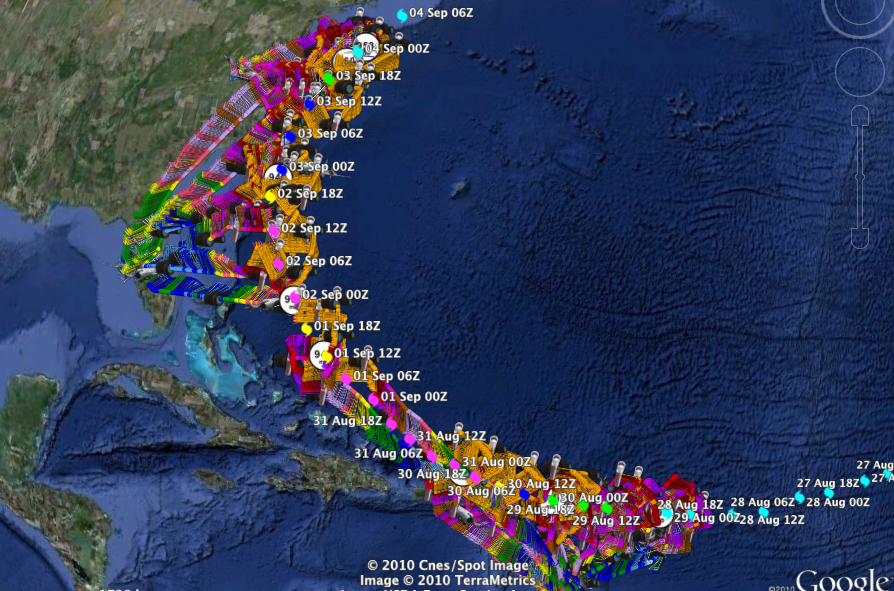 04 Sep 06Z
04 Sep 00Z
03 Sep 18Z
03 Sep 12Z
03 Sep 06Z
03 Sep 00Z
02 Sep 18Z
02 Sep 12Z
02 Sep 06Z
02 Sep 00Z
01 Sep 18Z
01 Sep 12Z
01 Sep 06Z
01 Sep 00Z
31 Aug 18Z
31 Aug 12Z
31 Aug 06Z
31 Aug 00Z
30 Aug 18Z
30 Aug 12Z
30 Aug 06Z
30 Aug 00Z
29 Aug 18Z
29 Aug 12Z
29 Aug 00Z
28 Aug 18Z
28 Aug 12Z
28 Aug 06Z
28 Aug 00Z
27 Aug 18Z
27 Aug
27 A
© 2010 Cnes/Spot Image
Image © 2010 TerraMetrics
©2010 Google